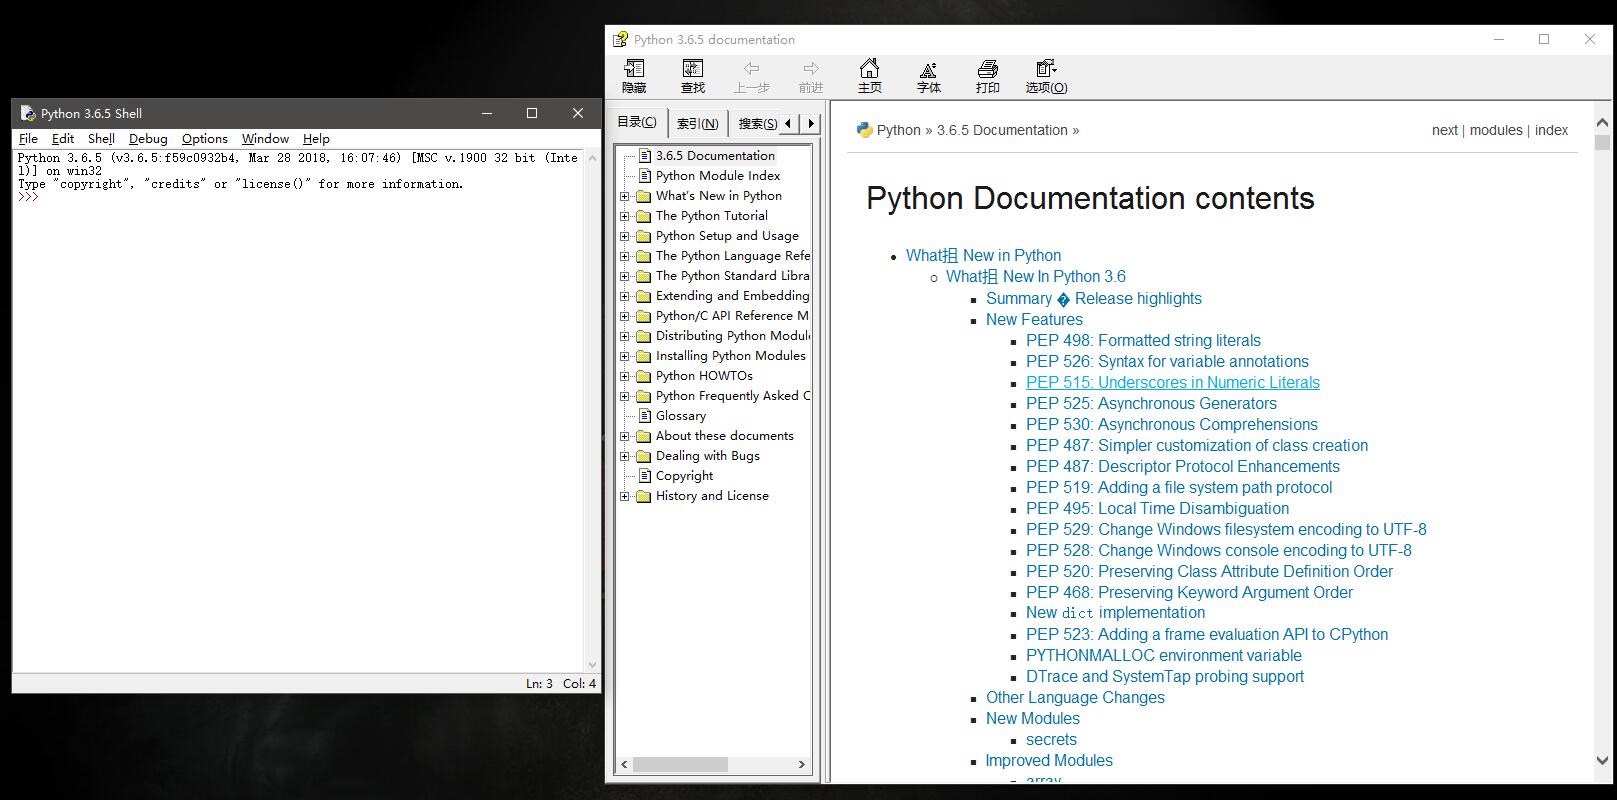 Python 3.6.5 Shell
File Edit Shell Debug Options Window Help
Python 3.6.5 (v3.6.5:f59c0932b4, Mar 28 2018, 16:07:46) [MSC v.1900 32 bit (Inte
l)] on win32
Type "copyright", "credits" or "license()" for more information.
>>>
Ln: 3 Col: 4
Python 3.6.5 documentation
隐藏 查找 上一步 前进 主页 字体 打印 选项(O)
目录(C) 索引(N) 搜索(S)
3.6.5 Documentation
Python Module Index
What's New in Python
The Python Tutorial
Python Setup and Usage
The Python Language Refe
The Python Standard Libra
Extending and Embedding
Python/C API Reference M
Distributing Python Modul
Installing Python Modules
Python HOWTOs
Python Frequently Asked C
Glossary
About these documents
Dealing with Bugs
Copyright
History and License
Python » 3.6.5 Documentation »
next | modules | index
Python Documentation contents
What抯 New in Python
What抯 New In Python 3.6
Summary � Release highlights
New Features
PEP 498: Formatted string literals
PEP 526: Syntax for variable annotations
PEP 515: Underscores in Numeric Literals
PEP 525: Asynchronous Generators
PEP 530: Asynchronous Comprehensions
PEP 487: Simpler customization of class creation
PEP 487: Descriptor Protocol Enhancements
PEP 519: Adding a file system path protocol
PEP 495: Local Time Disambiguation
PEP 529: Change Windows filesystem encoding to UTF-8
PEP 528: Change Windows console encoding to UTF-8
PEP 520: Preserving Class Attribute Definition Order
PEP 468: Preserving Keyword Argument Order
New dict implementation
PEP 523: Adding a frame evaluation API to CPython
PYTHONMALLOC environment variable
DTrace and SystemTap probing support
Other Language Changes
New Modules
secrets
Improved Modules
array